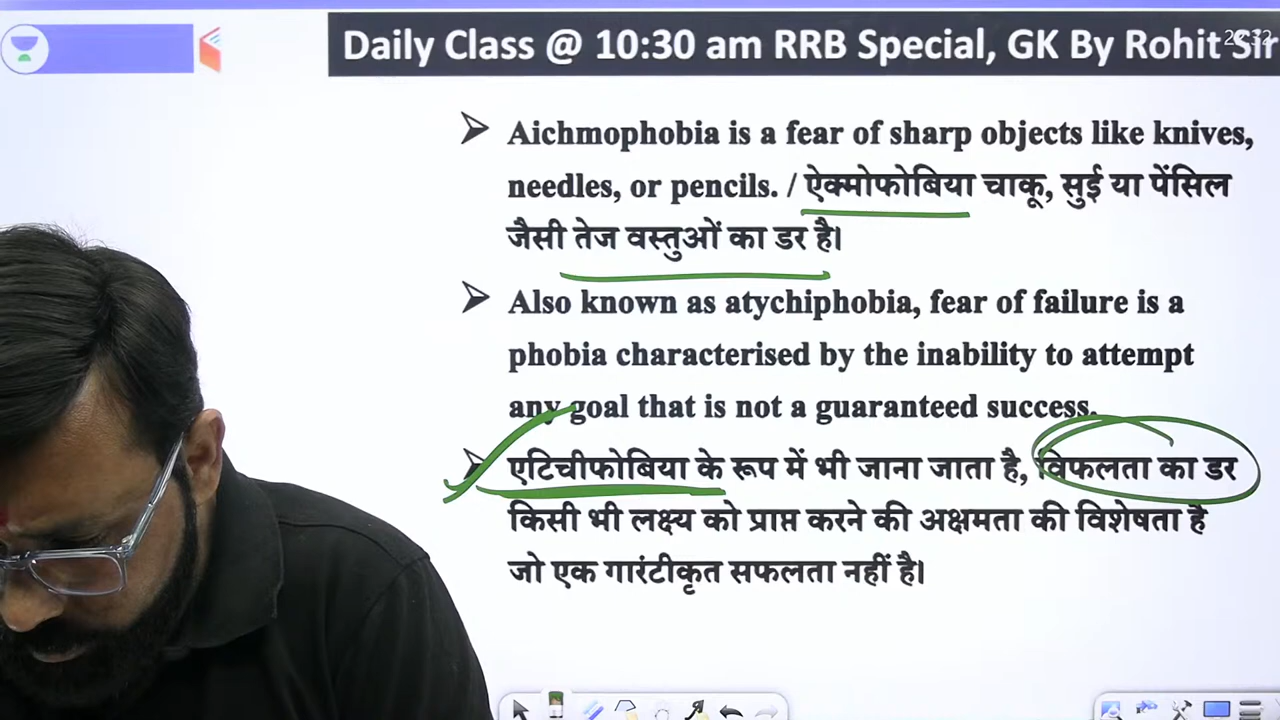 Daily Class @ 10:30 am RRB Special, GK By Rohit Sir
➤ Aichmophobia is a fear of sharp objects like knives,
needles, or pencils. / ऐक्मोफोबिया चाकू, सुई या पेंसिल
जैसी तेज वस्तुओं का डर है।
➤ Also known as atychiphobia, fear of failure is a
phobia characterised by the inability to attempt
any goal that is not a guaranteed success.
➤ एटिचीफोबिया के रूप में भी जाना जाता है, विफलता का डर
किसी भी लक्ष्य को प्राप्त करने की अक्षमता की विशेषता है
जो एक गारंटीकृत सफलता नहीं है।